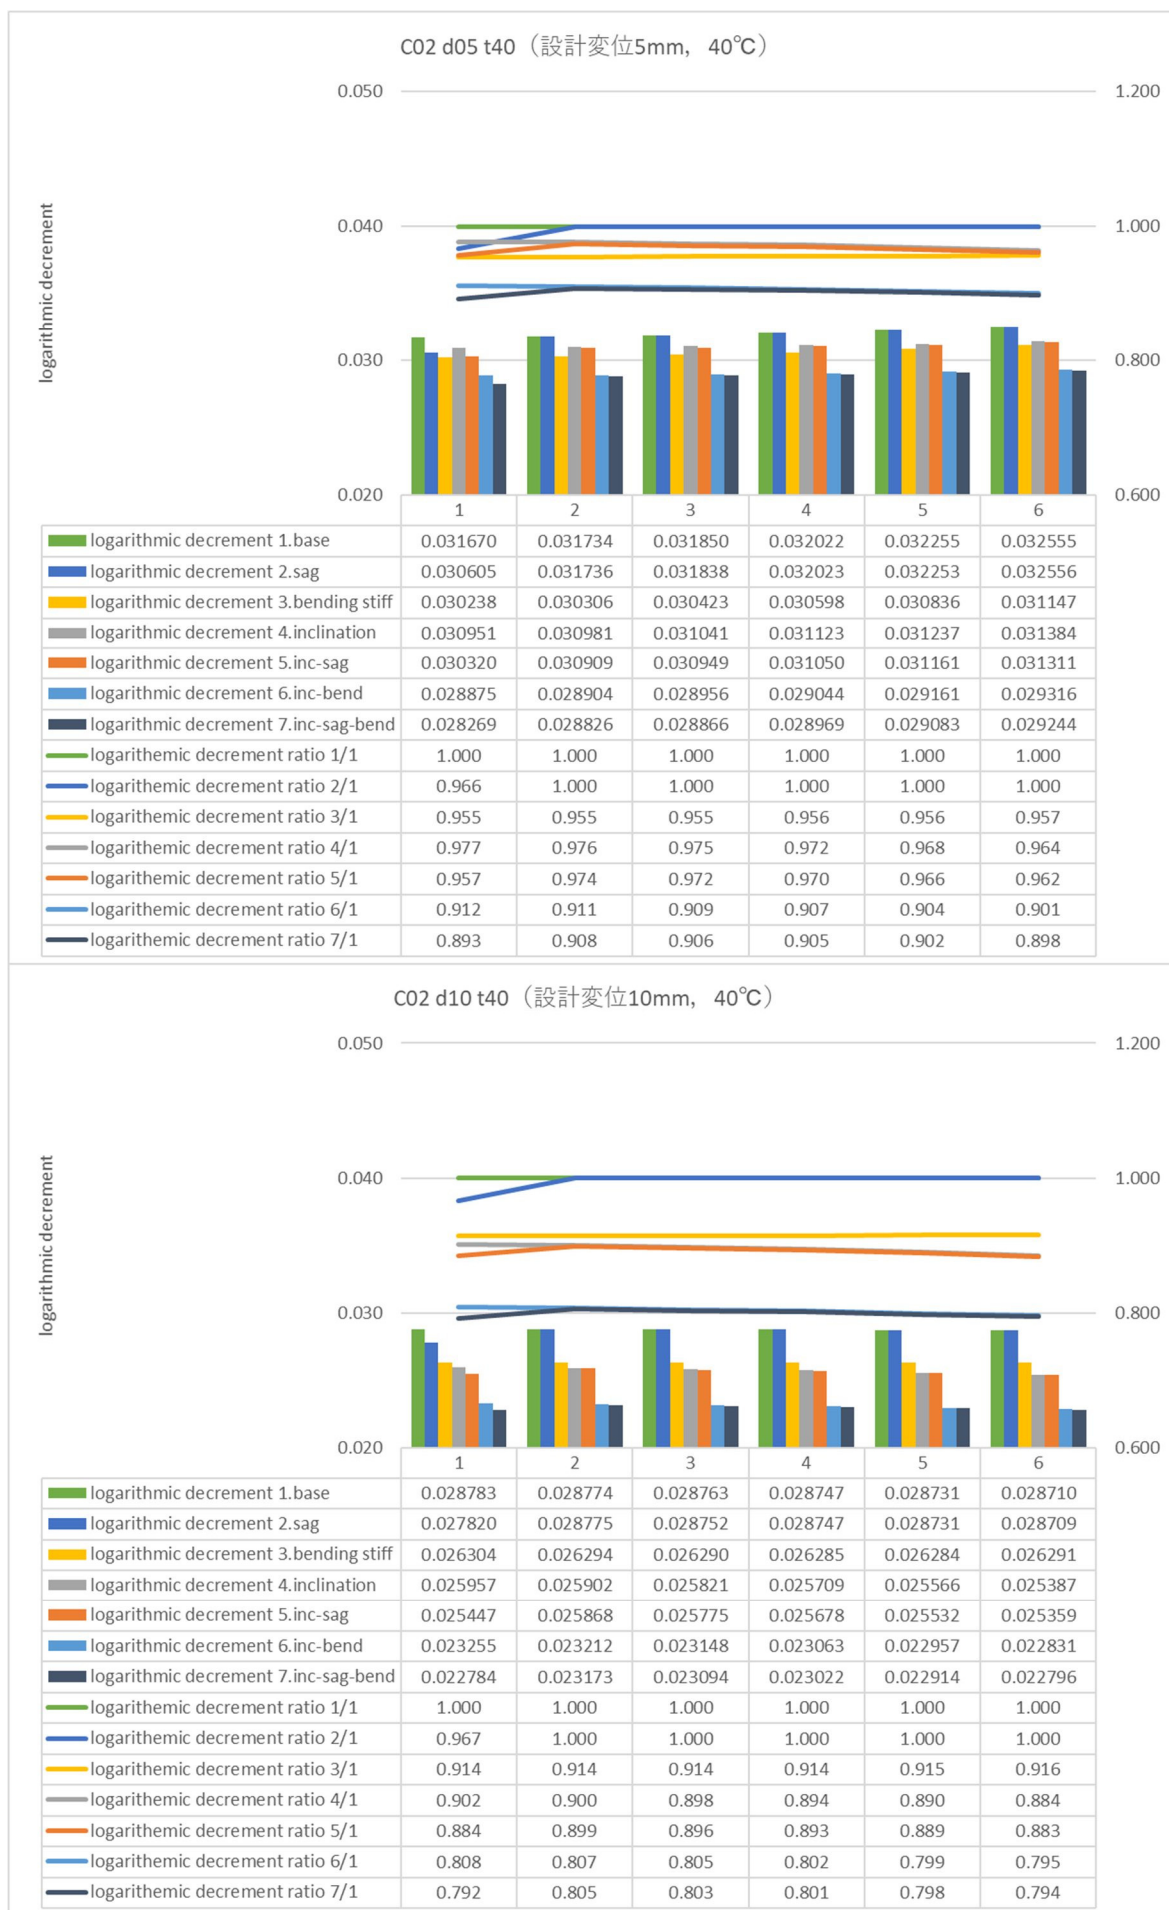 C02 d05 t40（設計変位5mm，40℃）
0.050 1.200
0.040 1.000
0.030 0.800
0.020 0.600
logarithmic decrement
1 2 3 4 5 6
logarithmic decrement 1.base 0.031670 0.031734 0.031850 0.032022 0.032255 0.032555
logarithmic decrement 2.sag 0.030605 0.031736 0.031838 0.032023 0.032253 0.032556
logarithmic decrement 3.bending stiff 0.030238 0.030306 0.030423 0.030598 0.030836 0.031147
logarithmic decrement 4.inclination 0.030951 0.030981 0.031041 0.031123 0.031237 0.031384
logarithmic decrement 5.inc-sag 0.030320 0.030909 0.030949 0.031050 0.031161 0.031311
logarithmic decrement 6.inc-bend 0.028875 0.028904 0.028956 0.029044 0.029161 0.029316
logarithmic decrement 7.inc-sag-bend 0.028269 0.028826 0.028866 0.028969 0.029083 0.029244
logarithemic decrement ratio 1/1 1.000 1.000 1.000 1.000 1.000 1.000
logarithemic decrement ratio 2/1 0.966 1.000 1.000 1.000 1.000 1.000
logarithemic decrement ratio 3/1 0.955 0.955 0.955 0.956 0.956 0.957
logarithemic decrement ratio 4/1 0.977 0.976 0.975 0.972 0.968 0.964
logarithemic decrement ratio 5/1 0.957 0.974 0.972 0.970 0.966 0.962
logarithemic decrement ratio 6/1 0.912 0.911 0.909 0.907 0.904 0.901
logarithemic decrement ratio 7/1 0.893 0.908 0.906 0.905 0.902 0.898
C02 d10 t40（設計変位10mm，40℃）
0.050 1.200
0.040 1.000
0.030 0.800
0.020 0.600
logarithmic decrement
1 2 3 4 5 6
logarithmic decrement 1.base 0.028783 0.028774 0.028763 0.028747 0.028731 0.028710
logarithmic decrement 2.sag 0.027820 0.028775 0.028752 0.028747 0.028731 0.028709
logarithmic decrement 3.bending stiff 0.026304 0.026294 0.026290 0.026285 0.026284 0.026291
logarithmic decrement 4.inclination 0.025957 0.025902 0.025821 0.025709 0.025566 0.025387
logarithmic decrement 5.inc-sag 0.025447 0.025868 0.025775 0.025678 0.025532 0.025359
logarithmic decrement 6.inc-bend 0.023255 0.023212 0.023148 0.023063 0.022957 0.022831
logarithmic decrement 7.inc-sag-bend 0.022784 0.023173 0.023094 0.023022 0.022914 0.022796
logarithemic decrement ratio 1/1 1.000 1.000 1.000 1.000 1.000 1.000
logarithemic decrement ratio 2/1 0.967 1.000 1.000 1.000 1.000 1.000
logarithemic decrement ratio 3/1 0.914 0.914 0.914 0.914 0.915 0.916
logarithemic decrement ratio 4/1 0.902 0.900 0.898 0.894 0.890 0.884
logarithemic decrement ratio 5/1 0.884 0.899 0.896 0.893 0.889 0.883
logarithemic decrement ratio 6/1 0.808 0.807 0.805 0.802 0.799 0.795
logarithemic decrement ratio 7/1 0.792 0.805 0.803 0.801 0.798 0.794